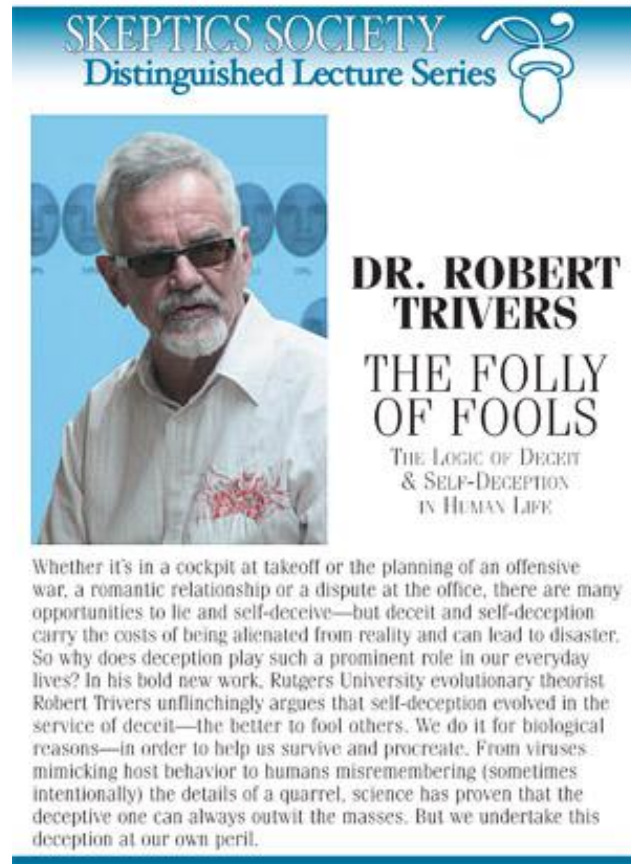 SKEPTICS SOCIETY
Distinguished Lecture Series
DR. ROBERT
TRIVERS
THE FOLLY
OF FOOLS
THE LOGIC OF DECEIT
& SELF-DECEPTION
IN HUMAN LIFE
Whether it's in a cockpit at takeoff or the planning of an offensive
war, a romantic relationship or a dispute at the office, there are many
opportunities to lie and self-deceive—but deceit and self-deception
carry the costs of being alienated from reality and can lead to disaster.
So why does deception play such a prominent role in our everyday
lives? In his bold new work, Rutgers University evolutionary theorist
Robert Trivers unflinchingly argues that self-deception evolved in the
service of deceit—the better to fool others. We do it for biological
reasons—in order to help us survive and procreate. From viruses
mimicking host behavior to humans misremembering (sometimes
intentionally) the details of a quarrel, science has proven that the
deceptive one can always outwit the masses. But we undertake this
deception at our own peril.